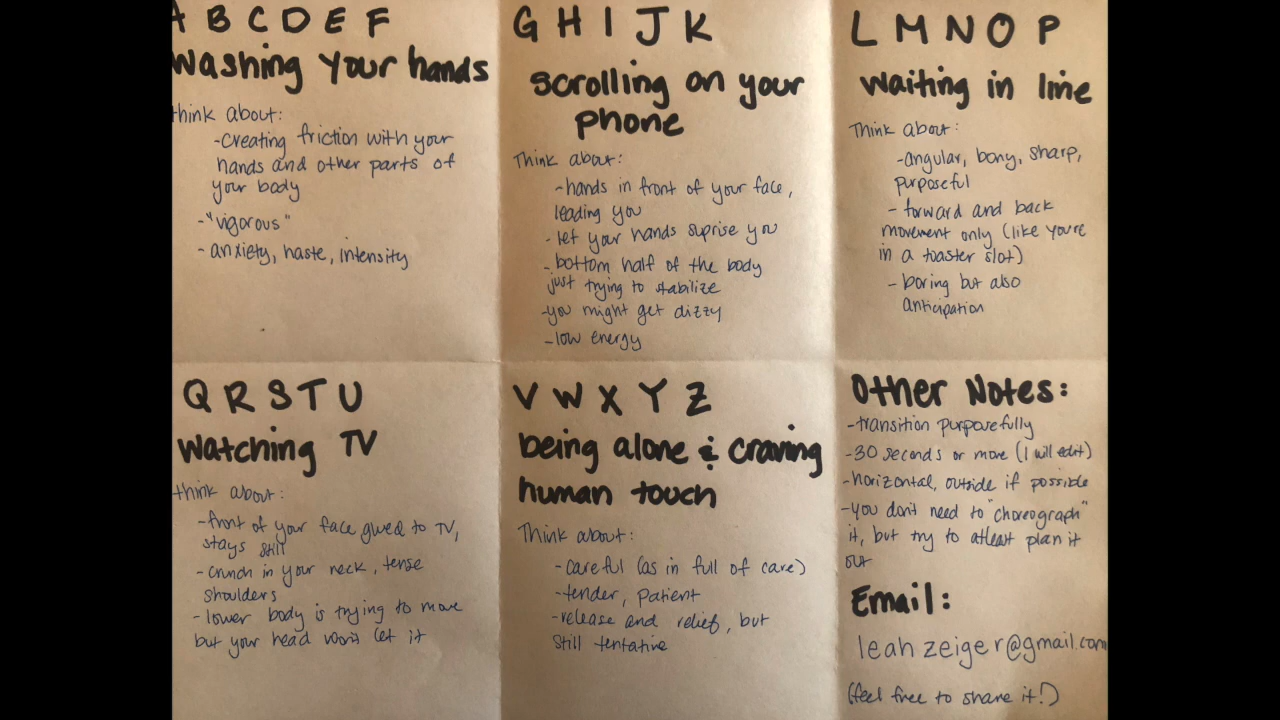 A B C D E F
Washing your hands
think about:
-creating friction with your
hands and other parts of
your body
-"vigorous"
- anxiety, haste, intensity
G H I J K
scrolling on your
phone
Think about:
-hands in front of your face,
leading you
- let your hands suprise you
- bottom half of the body
just trying to stabilize
-you might get dizzy
-low energy
L M N O P
waiting in line
Think about:
-angular, bony, sharp,
purposeful
- forward and back
movement only (like you're
in a toaster slot)
- boring but also
anticipation
Q R S T U
watching TV
think about:
-front of your face glued to TV,
stays still
- crunch in your neck, tense
shoulders
- lower body is trying to move
but your head won't let it
V W X Y Z
being alone & craving
human touch
Think about:
- careful (as in full of care)
-tender, patient
-release and relief, but
still tentative
Other Notes:
-transition purposefully
-30 seconds or more (I will edit)
-horizontal, outside if possible
-you don't need to "choreograph"
it, but try to atleast plan it
out
Email:
leahzeiger@gmail.com
(feel free to share it!)